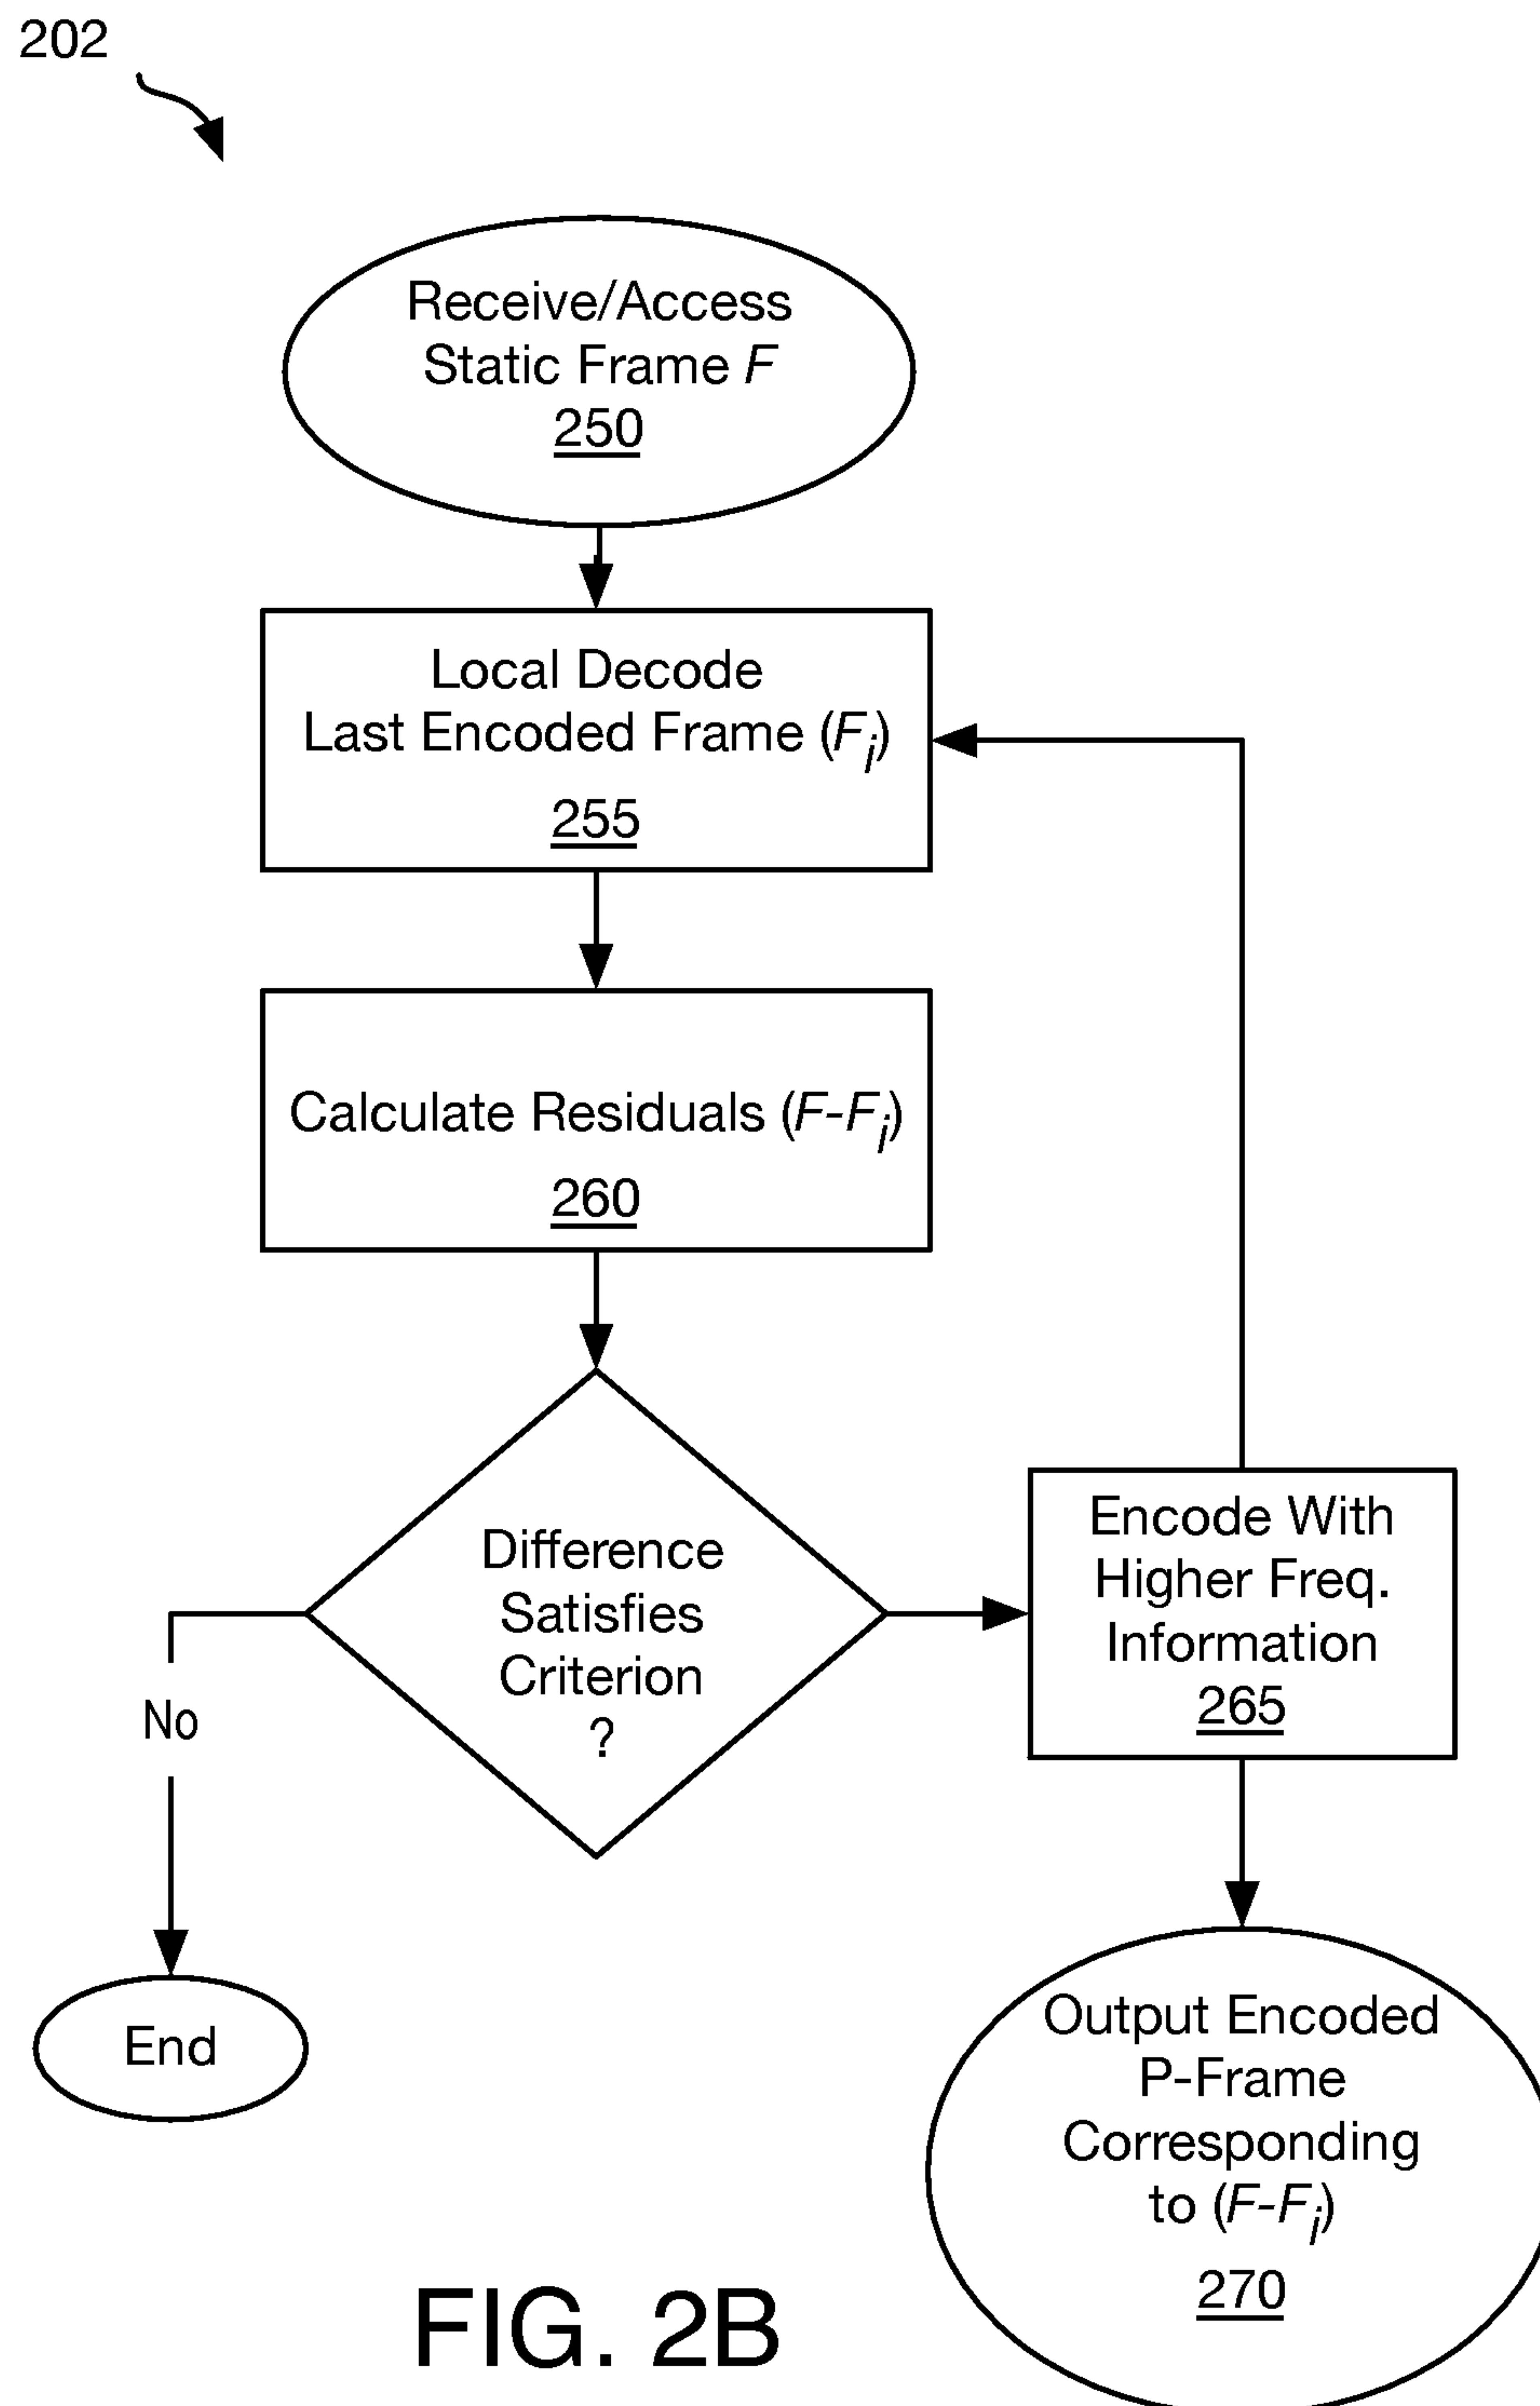 202
Receive/Access
Static Frame F
250
Local Decode
Last Encoded Frame (Fi)
255
Calculate Residuals (F-Fi)
260
Difference
Satisfies
Criterion
?
No
End
Encode With
Higher Freq.
Information
265
Output Encoded
P-Frame
Corresponding
to (F-Fi)
270
FIG. 2B